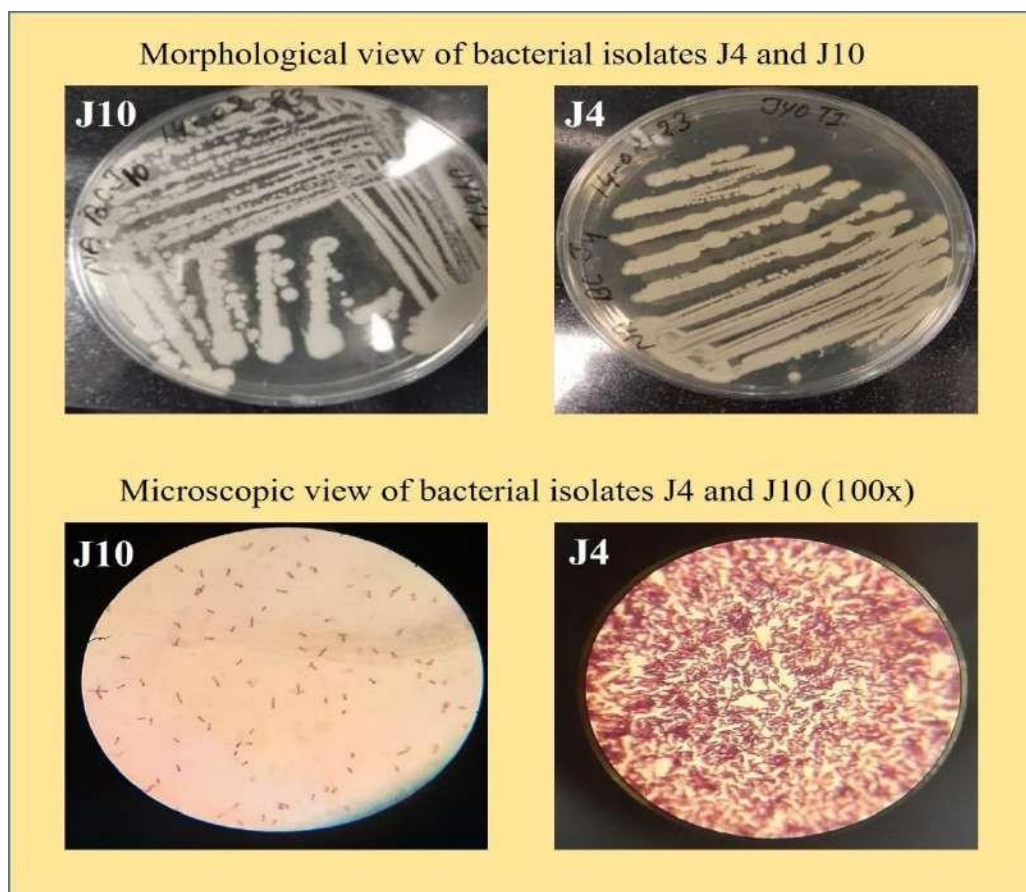 Morphological view of bacterial isolates J4 and J10
J10
J4
JYOTI
Microscopic view of bacterial isolates J4 and J10 (100x)
J10
J4